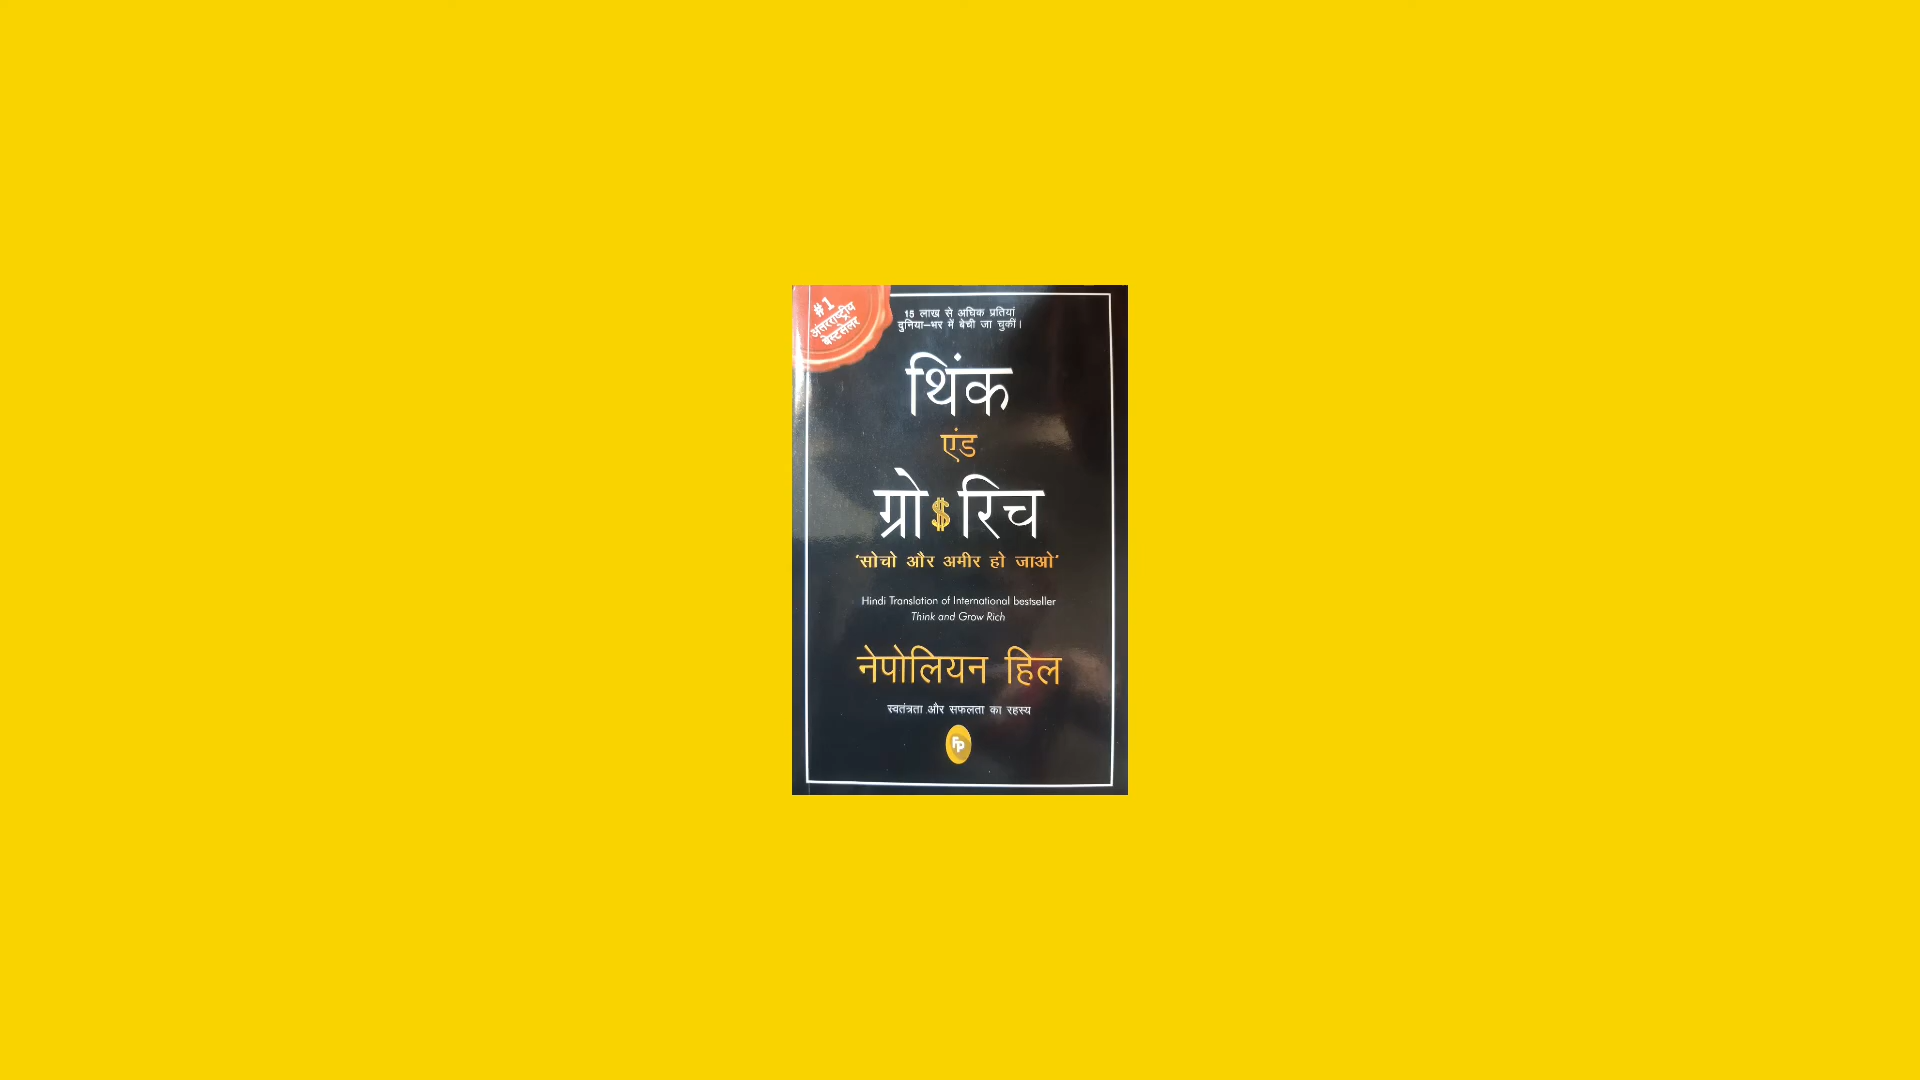 #1
अंतरराष्ट्रीय
बेस्टसेलर
15 लाख से अधिक प्रतियां
दुनिया–भर में बेची जा चुकीं।
थिंक
एंड
ग्रो $ रिच
'सोचो और अमीर हो जाओ'
Hindi Translation of International bestseller
Think and Grow Rich
नेपोलियन हिल
स्वतंत्रता और सफलता का रहस्य
FP